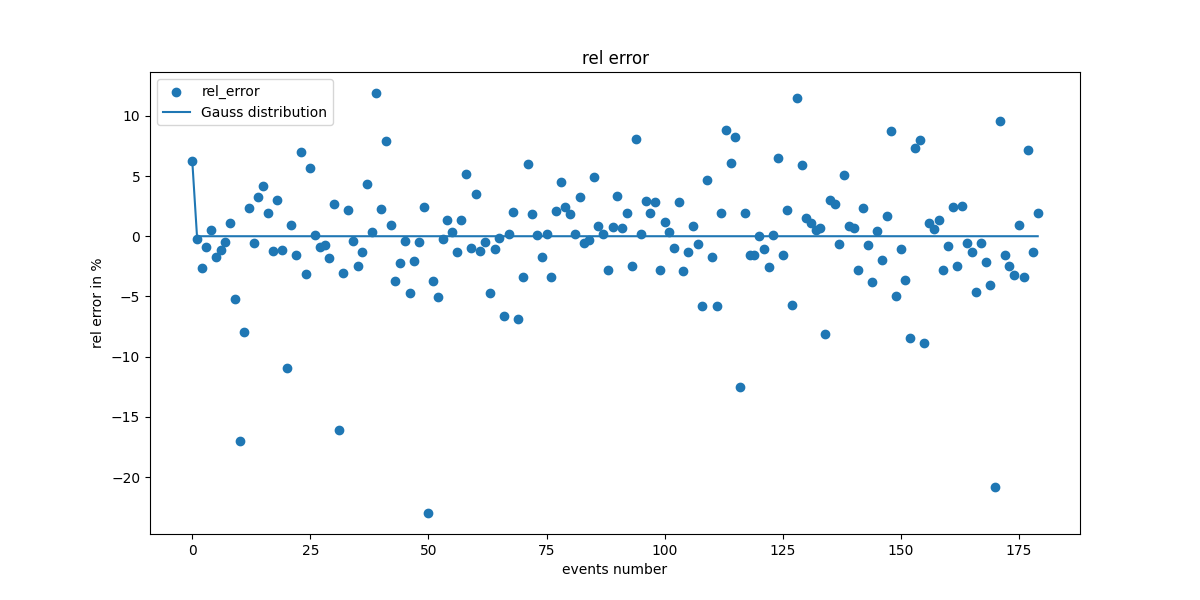 rel error
rel_error
Gauss distribution
rel error in %
10
5
0
−5
−10
−15
−20
0 25 50 75 100 125 150 175
events number